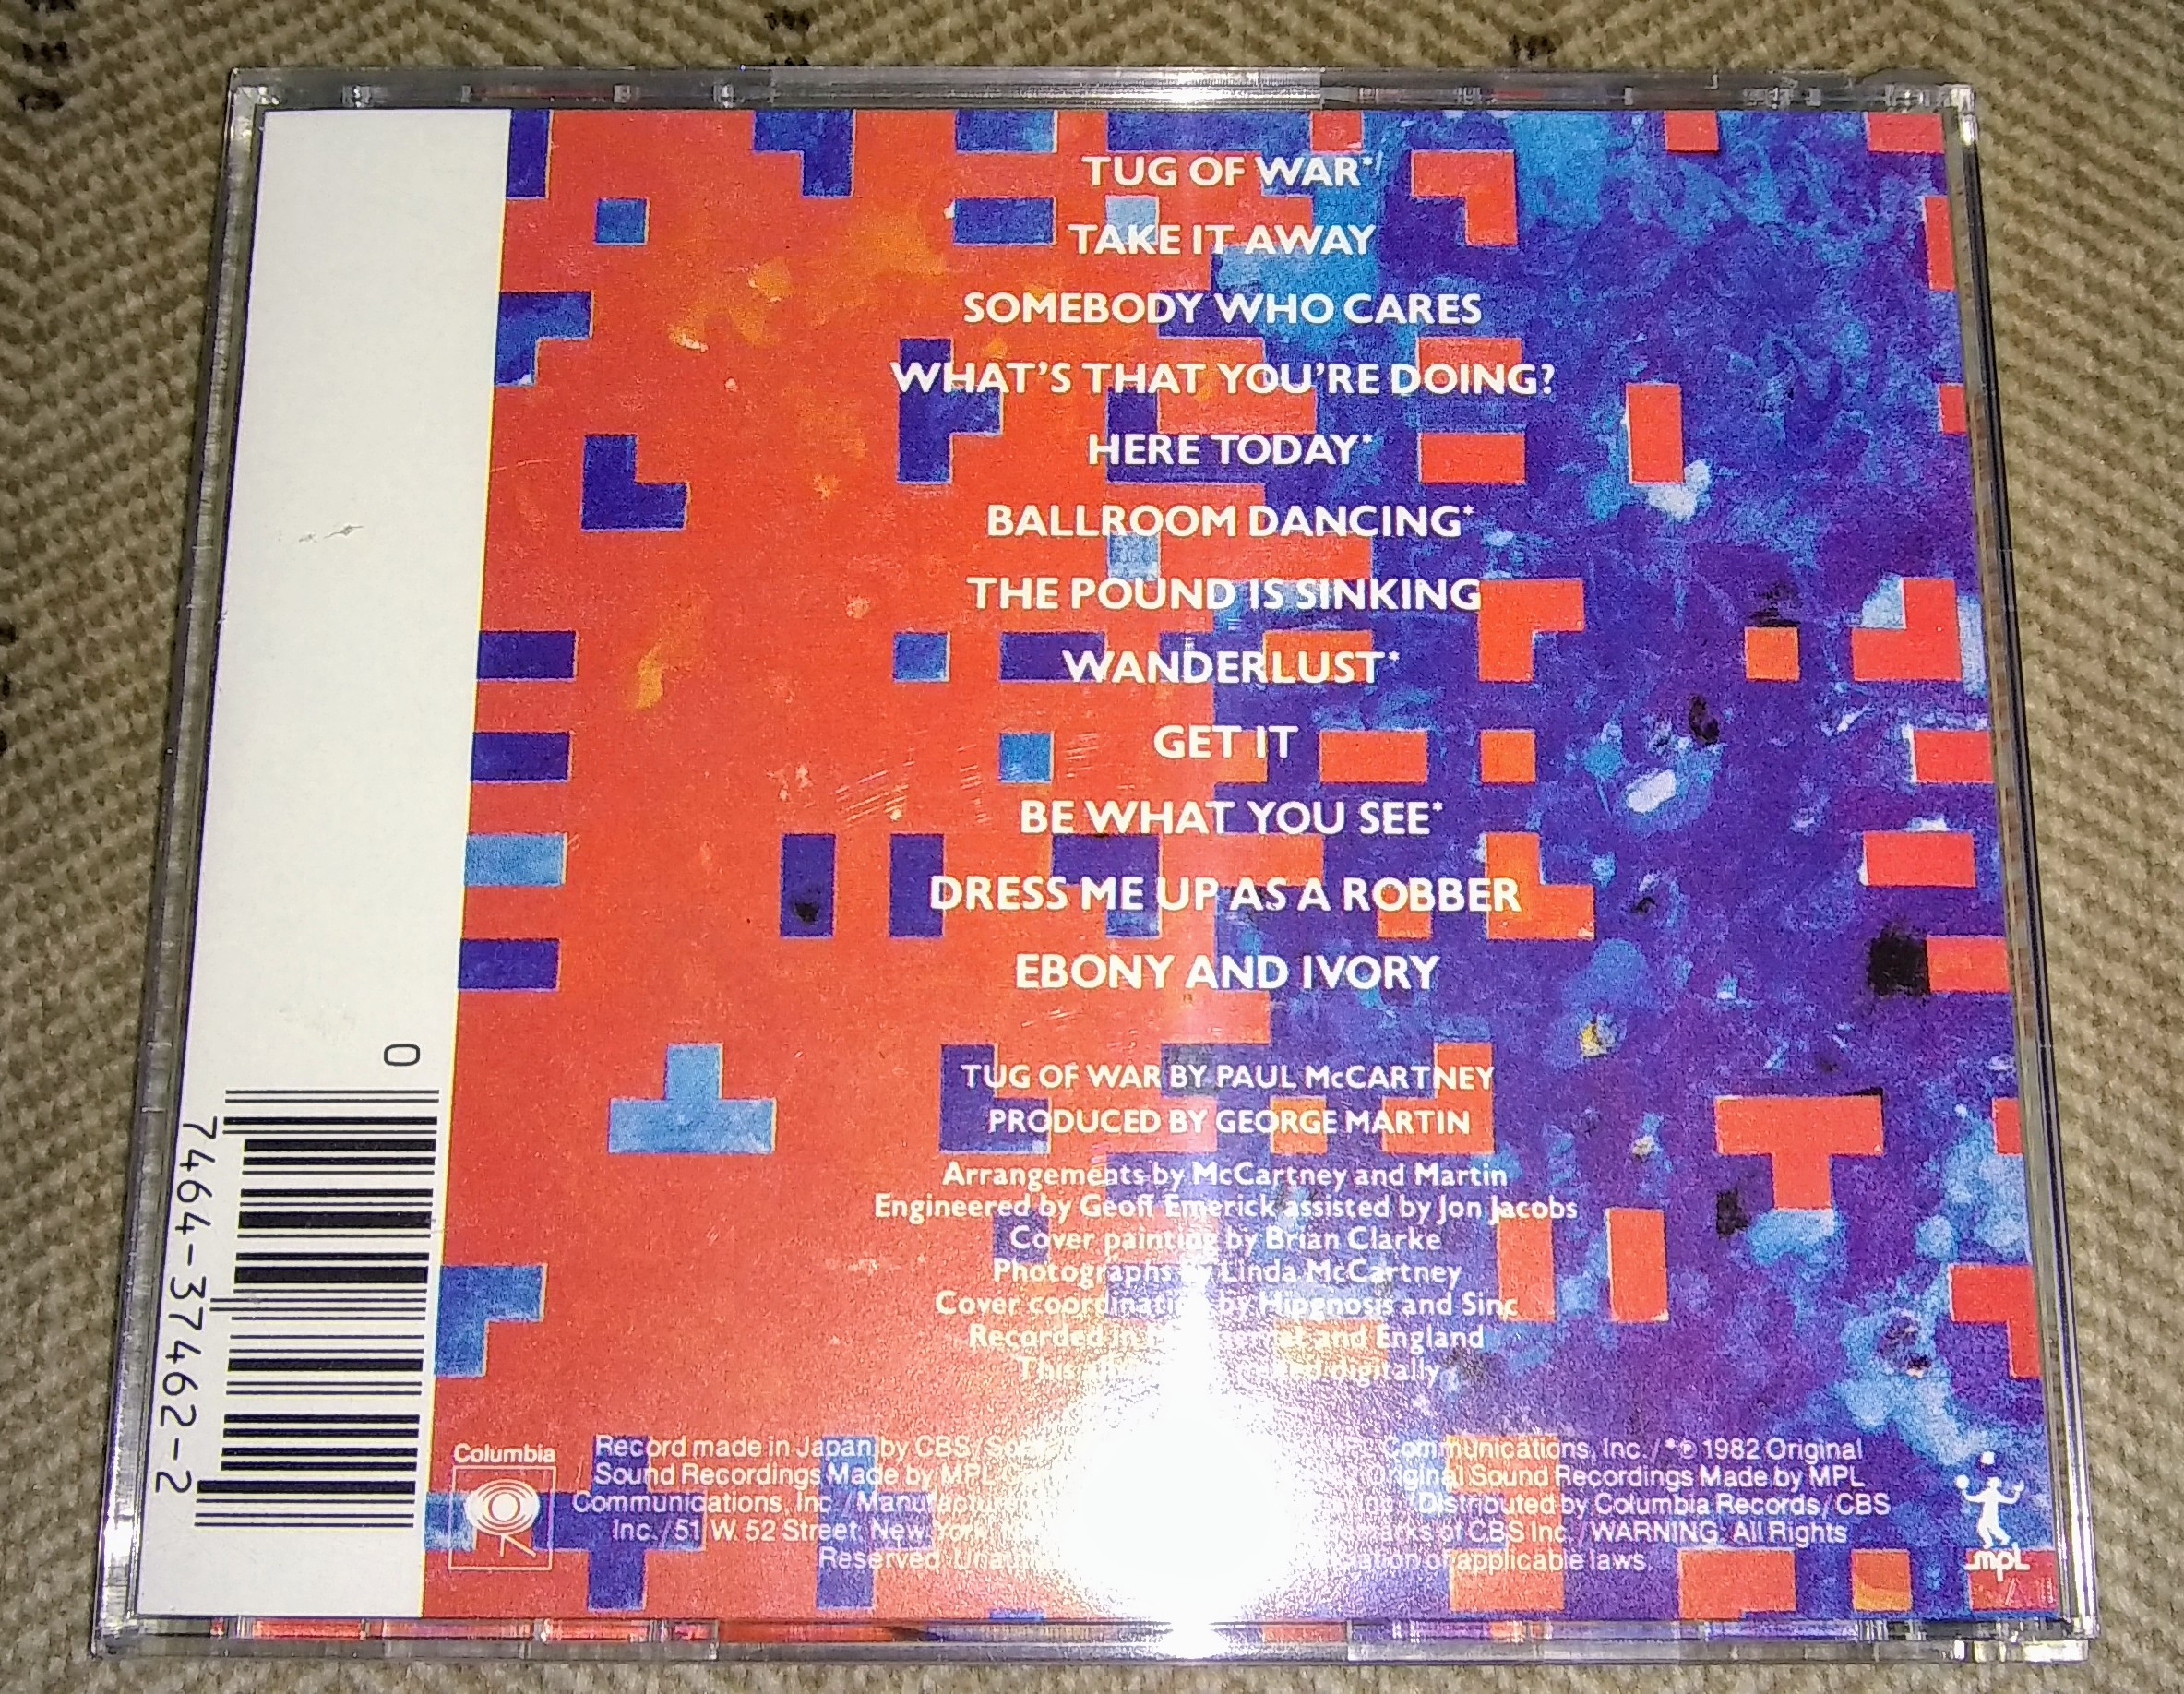 TUG OF WAR*
TAKE IT AWAY
SOMEBODY WHO CARES
WHAT'S THAT YOU'RE DOING?
HERE TODAY*
BALLROOM DANCING*
THE POUND IS SINKING
WANDERLUST*
GET IT
BE WHAT YOU SEE*
DRESS ME UP AS A ROBBER
EBONY AND IVORY
TUG OF WAR BY PAUL McCARTNEY
PRODUCED BY GEORGE MARTIN
Arrangements by McCartney and Martin
Engineered by Geoff Emerick assisted by Jon Jacobs
Cover painting by Brian Clarke
Photographs by Linda McCartney
Cover coordination by Hipgnosis and Sinc
Recorded in and England
This digitally
Columbia
Record made in Japan by CBS/ Communications, Inc./*℗ 1982 Original
Sound Recordings Made by MPL Original Sound Recordings Made by MPL
Communications, Inc./ Distributed by Columbia Records/CBS
Inc./51 W. 52 Street, New York, of CBS Inc./WARNING: All Rights
Reserved. of applicable laws.
mpL
0
7464-37462-2